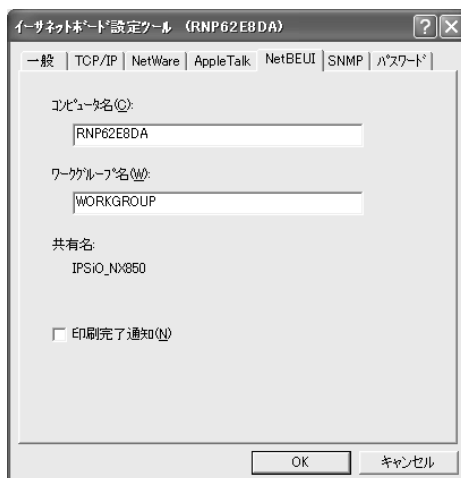 イーサネットボード設定ツール (RNP62E8DA)
一般 TCP/IP NetWare AppleTalk NetBEUI SNMP パスワード
コンピュータ名(C):
RNP62E8DA
ワークグループ名(W):
WORKGROUP
共有名:
IPSiO_NX850
印刷完了通知(N)
OK キャンセル